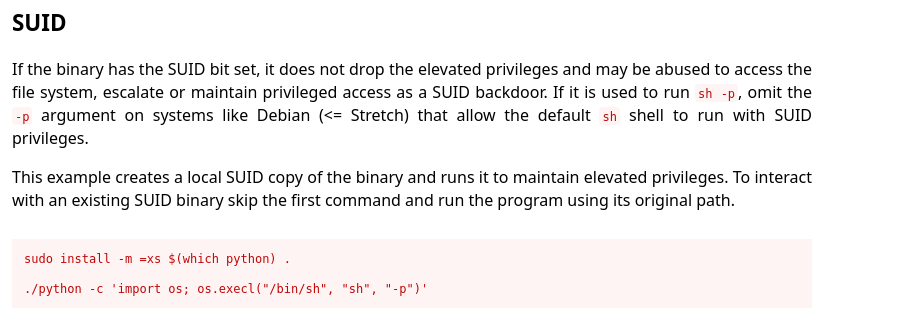 SUID
If the binary has the SUID bit set, it does not drop the elevated privileges and may be abused to access the
file system, escalate or maintain privileged access as a SUID backdoor. If it is used to run sh -p, omit the
-p argument on systems like Debian (<= Stretch) that allow the default sh shell to run with SUID
privileges.
This example creates a local SUID copy of the binary and runs it to maintain elevated privileges. To interact
with an existing SUID binary skip the first command and run the program using its original path.
sudo install -m =xs $(which python) .
./python -c 'import os; os.execl("/bin/sh", "sh", "-p")'